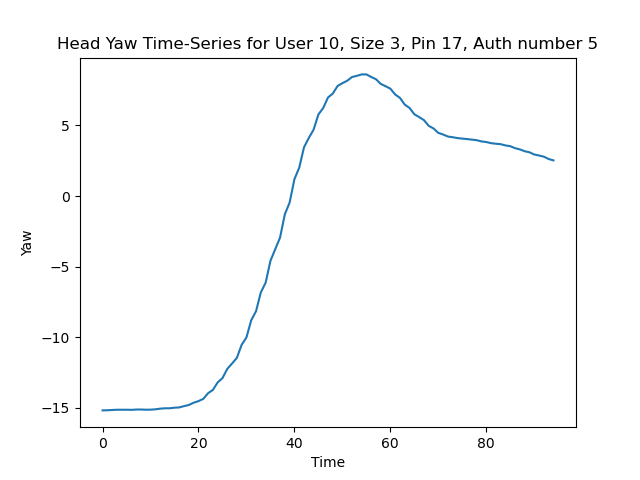 Head Yaw Time-Series for User 10, Size 3, Pin 17, Auth number 5
5
0
−5
−10
−15
Yaw
0 20 40 60 80
Time